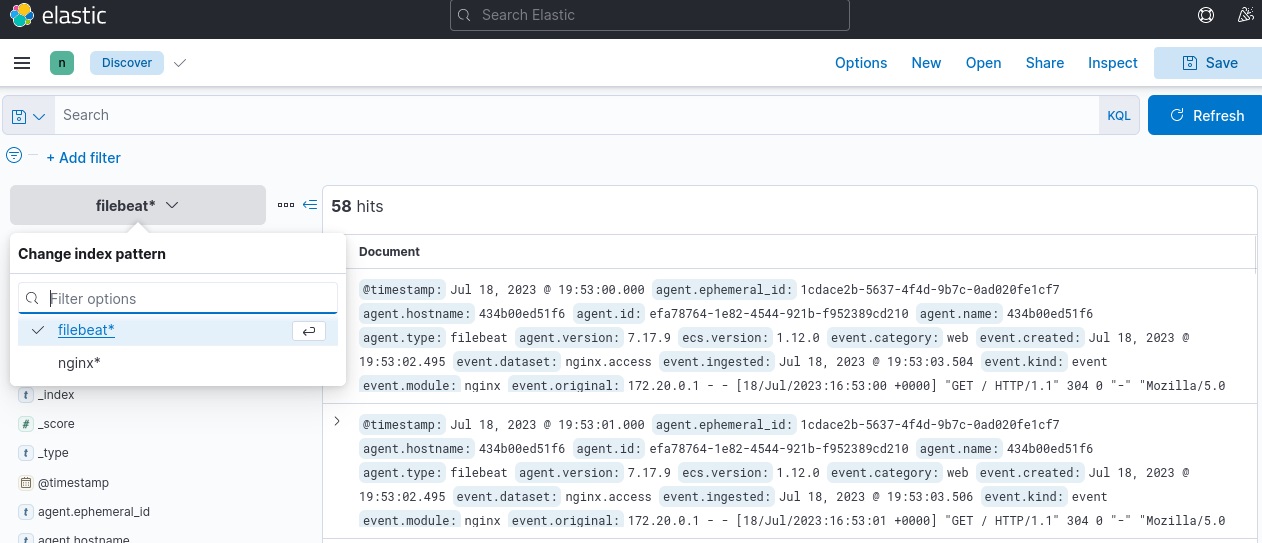 elastic
Search Elastic
n
Discover
Options New Open Share Inspect Save
Search
KQL
Refresh
+ Add filter
filebeat*
58 hits
Change index pattern
Filter options
filebeat*
nginx*
_index
_score
_type
@timestamp
agent.ephemeral_id
agent.hostname
Document
@timestamp: Jul 18, 2023 @ 19:53:00.000 agent.ephemeral_id: 1cdace2b-5637-4f4d-9b7c-0ad020fe1cf7
agent.hostname: 434b00ed51f6 agent.id: efa78764-1e82-4544-921b-f952389cd210 agent.name: 434b00ed51f6
agent.type: filebeat agent.version: 7.17.9 ecs.version: 1.12.0 event.category: web event.created: Jul 18, 2023 @
19:53:02.495 event.dataset: nginx.access event.ingested: Jul 18, 2023 @ 19:53:03.504 event.kind: event
event.module: nginx event.original: 172.20.0.1 - - [18/Jul/2023:16:53:00 +0000] "GET / HTTP/1.1" 304 0 "-" "Mozilla/5.0
@timestamp: Jul 18, 2023 @ 19:53:01.000 agent.ephemeral_id: 1cdace2b-5637-4f4d-9b7c-0ad020fe1cf7
agent.hostname: 434b00ed51f6 agent.id: efa78764-1e82-4544-921b-f952389cd210 agent.name: 434b00ed51f6
agent.type: filebeat agent.version: 7.17.9 ecs.version: 1.12.0 event.category: web event.created: Jul 18, 2023 @
19:53:02.495 event.dataset: nginx.access event.ingested: Jul 18, 2023 @ 19:53:03.506 event.kind: event
event.module: nginx event.original: 172.20.0.1 - - [18/Jul/2023:16:53:01 +0000] "GET / HTTP/1.1" 304 0 "-" "Mozilla/5.0